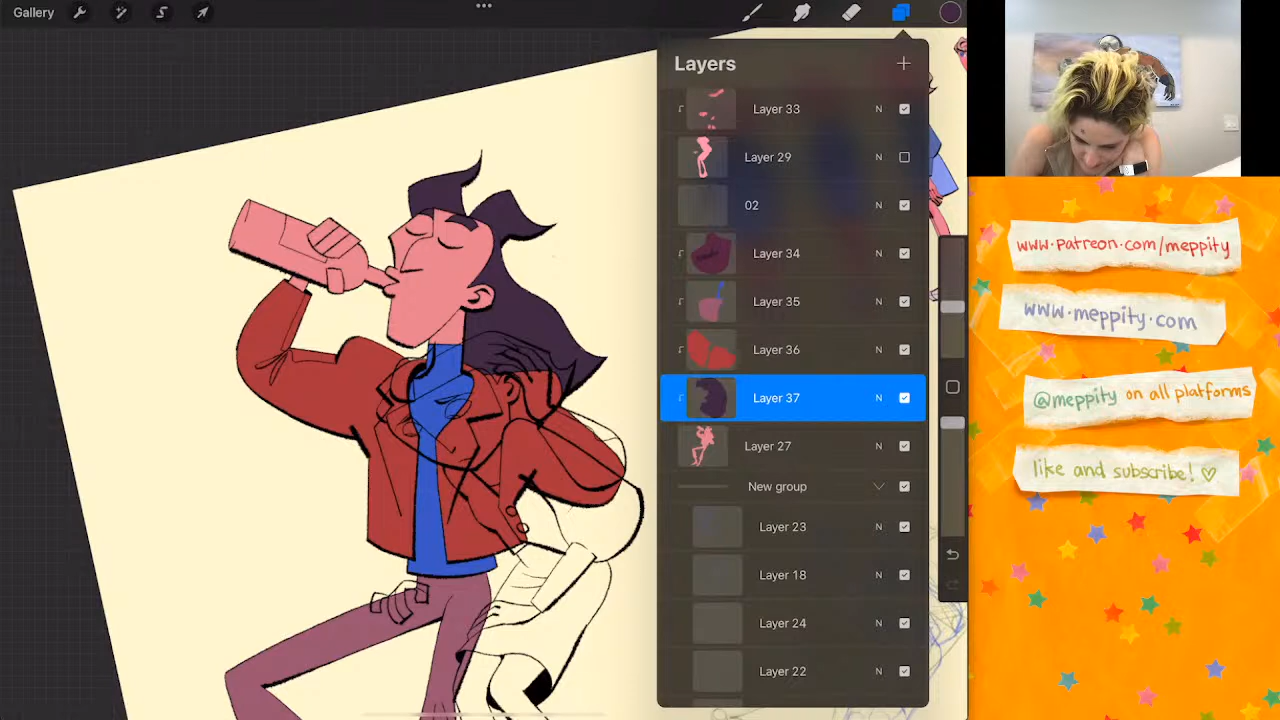 Gallery
Layers
Layer 33 N
Layer 29 N
02 N
Layer 34 N
Layer 35 N
Layer 36 N
Layer 37 N
Layer 27 N
New group
Layer 23 N
Layer 18 N
Layer 24 N
Layer 22 N
www.patreon.com/meppity
www.meppity.com
@meppity on all platforms
like and subscribe!